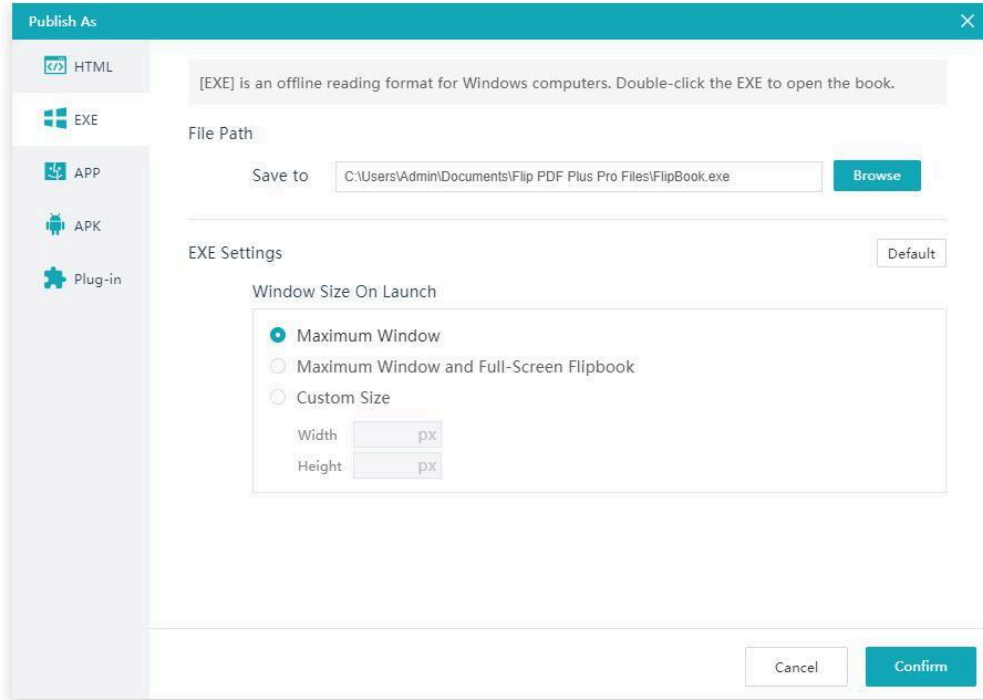 Publish As
HTML
EXE
APP
APK
Plug-in
[EXE] is an offline reading format for Windows computers. Double-click the EXE to open the book.
File Path
Save to C:\Users\Admin\Documents\Flip PDF Plus Pro Files\FlipBook.exe Browse
EXE Settings Default
Window Size On Launch
Maximum Window
Maximum Window and Full-Screen Flipbook
Custom Size
Width px
Height px
Cancel Confirm